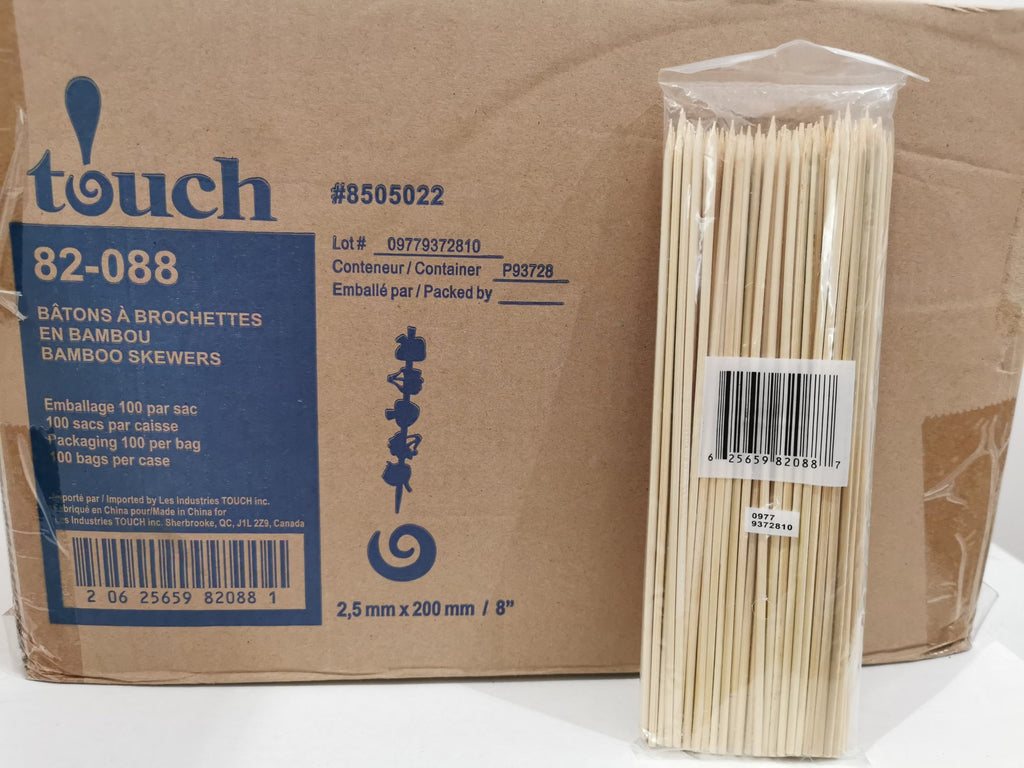 touch
82-088
BÂTONS À BROCHETTES
EN BAMBOU
BAMBOO SKEWERS
Emballage 100 par sac
100 sacs par caisse
Packaging 100 per bag
100 bags per case
Importé par / Imported by Les Industries TOUCH inc.
Fabriqué en China pour/Made in China for
Les Industries TOUCH inc. Sherbrooke, QC, J1L 2Z9, Canada
2 06 25659 82088 1
#8505022
Lot # 09779372810
Conteneur / Container P93728
Emballé par / Packed by
2,5 mm x 200 mm / 8”
6 25659 82088 7
0977
9372810